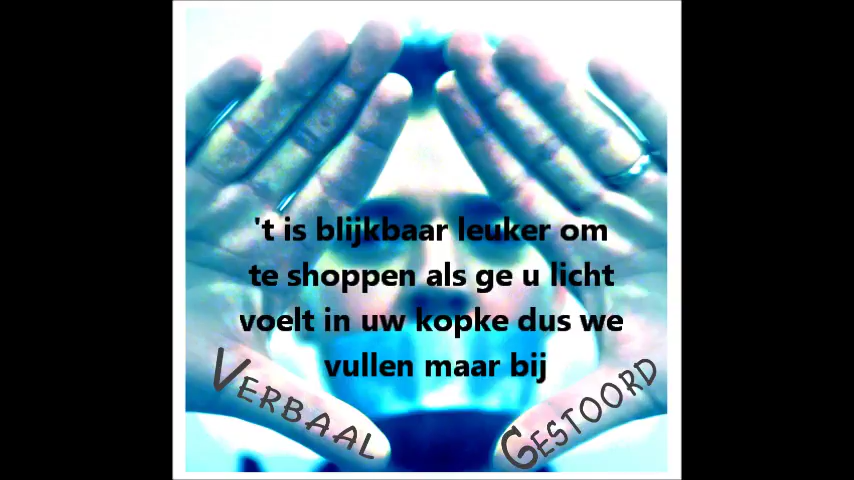 't is blijkbaar leuker om
te shoppen als ge u licht
voelt in uw kopke dus we
vullen maar bij
VERBAAL
GESTOORD